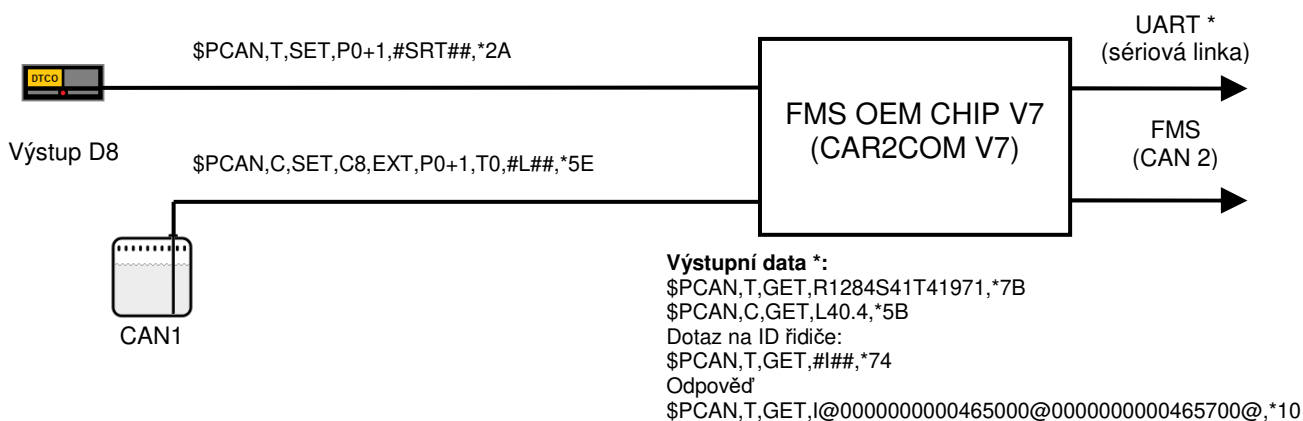 $PCAN,T,SET,P0+1,#SRT##,*2A
UART *
(sériová linka)
DTCO
Výstup D8
FMS OEM CHIP V7
(CAR2COM V7)
FMS
(CAN 2)
$PCAN,C,SET,C8,EXT,P0+1,T0,#L##,*5E
CAN1
Výstupní data *:
$PCAN,T,GET,R1284S41T41971,*7B
$PCAN,C,GET,L40.4,*5B
Dotaz na ID řidiče:
$PCAN,T,GET,#I##,*74
Odpověď
$PCAN,T,GET,I@0000000000465000@0000000000465700@,*10